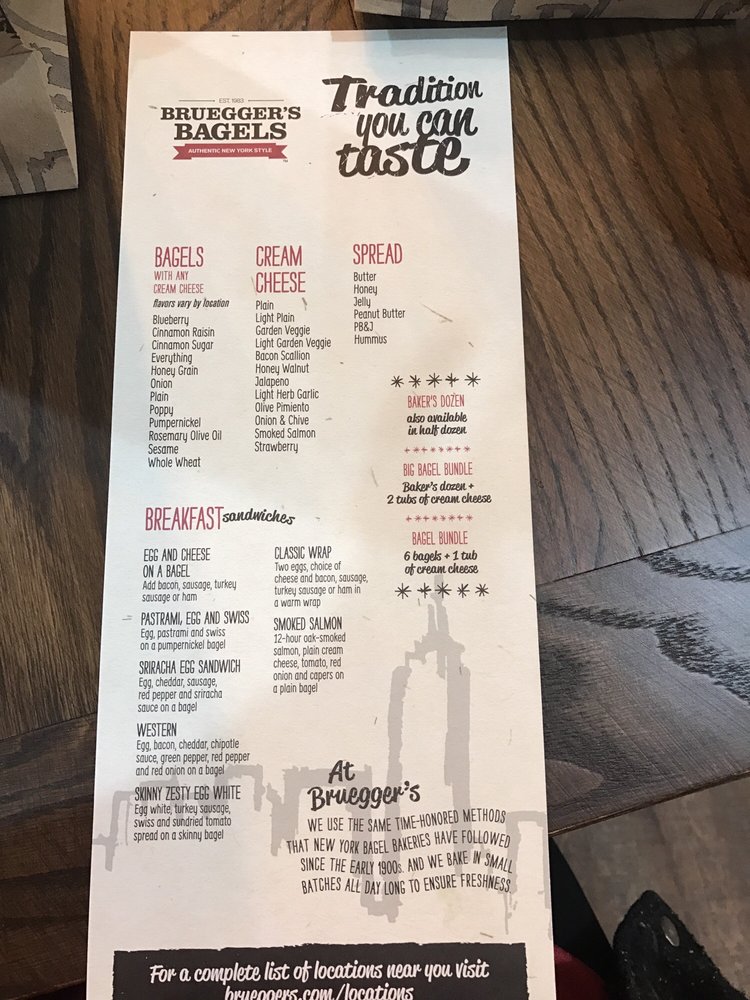 EST. 1983
BRUEGGER'S
BAGELS
AUTHENTIC NEW YORK STYLE
TM
Tradition
you can
taste
BAGELS
WITH ANY
CREAM CHEESE
flavors vary by location
Blueberry
Cinnamon Raisin
Cinnamon Sugar
Everything
Honey Grain
Onion
Plain
Poppy
Pumpernickel
Rosemary Olive Oil
Sesame
Whole Wheat
CREAM
CHEESE
Plain
Light Plain
Garden Veggie
Light Garden Veggie
Bacon Scallion
Honey Walnut
Jalapeno
Light Herb Garlic
Olive Pimiento
Onion & Chive
Smoked Salmon
Strawberry
SPREAD
Butter
Honey
Jelly
Peanut Butter
PB&J
Hummus
BAKER'S DOZEN
also available
in half dozen
BIG BAGEL BUNDLE
Baker's dozen +
2 tubs of cream cheese
BAGEL BUNDLE
6 bagels + 1 tub
of cream cheese
BREAKFAST sandwiches
EGG AND CHEESE
ON A BAGEL
Add bacon, sausage, turkey
sausage or ham
PASTRAMI, EGG AND SWISS
Egg, pastrami and swiss
on a pumpernickel bagel
SRIRACHA EGG SANDWICH
Egg, cheddar, sausage,
red pepper and sriracha
sauce on a bagel
WESTERN
Egg, bacon, cheddar, chipotle
sauce, green pepper, red pepper
and red onion on a bagel
SKINNY ZESTY EGG WHITE
Egg white, turkey sausage,
swiss and sundried tomato
spread on a skinny bagel
CLASSIC WRAP
Two eggs, choice of
cheese and bacon, sausage,
turkey sausage or ham in
a warm wrap
SMOKED SALMON
12-hour oak-smoked
salmon, plain cream
cheese, tomato, red
onion and capers on
a plain bagel
At
Bruegger's
WE USE THE SAME TIME-HONORED METHODS
THAT NEW YORK BAGEL BAKERIES HAVE FOLLOWED
SINCE THE EARLY 1900s. AND WE BAKE IN SMALL
BATCHES ALL DAY LONG TO ENSURE FRESHNESS.
For a complete list of locations near you visit
brueggers.com/locations